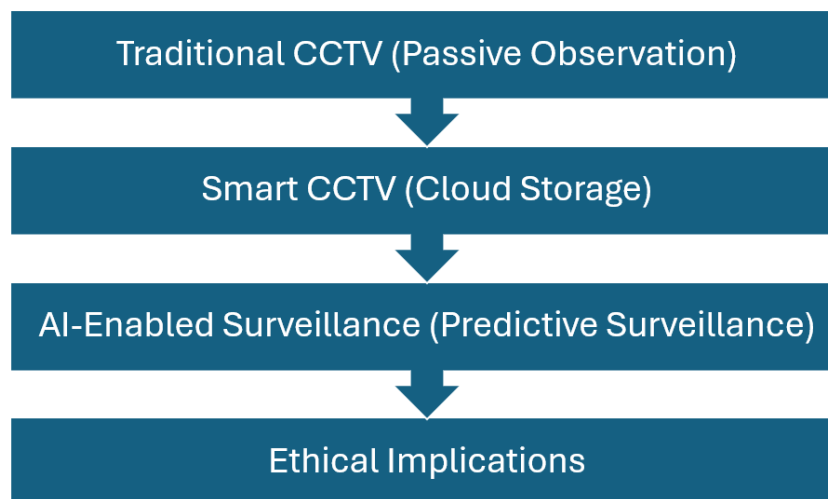 Traditional CCTV (Passive Observation)
Smart CCTV (Cloud Storage)
AI-Enabled Surveillance (Predictive Surveillance)
Ethical Implications